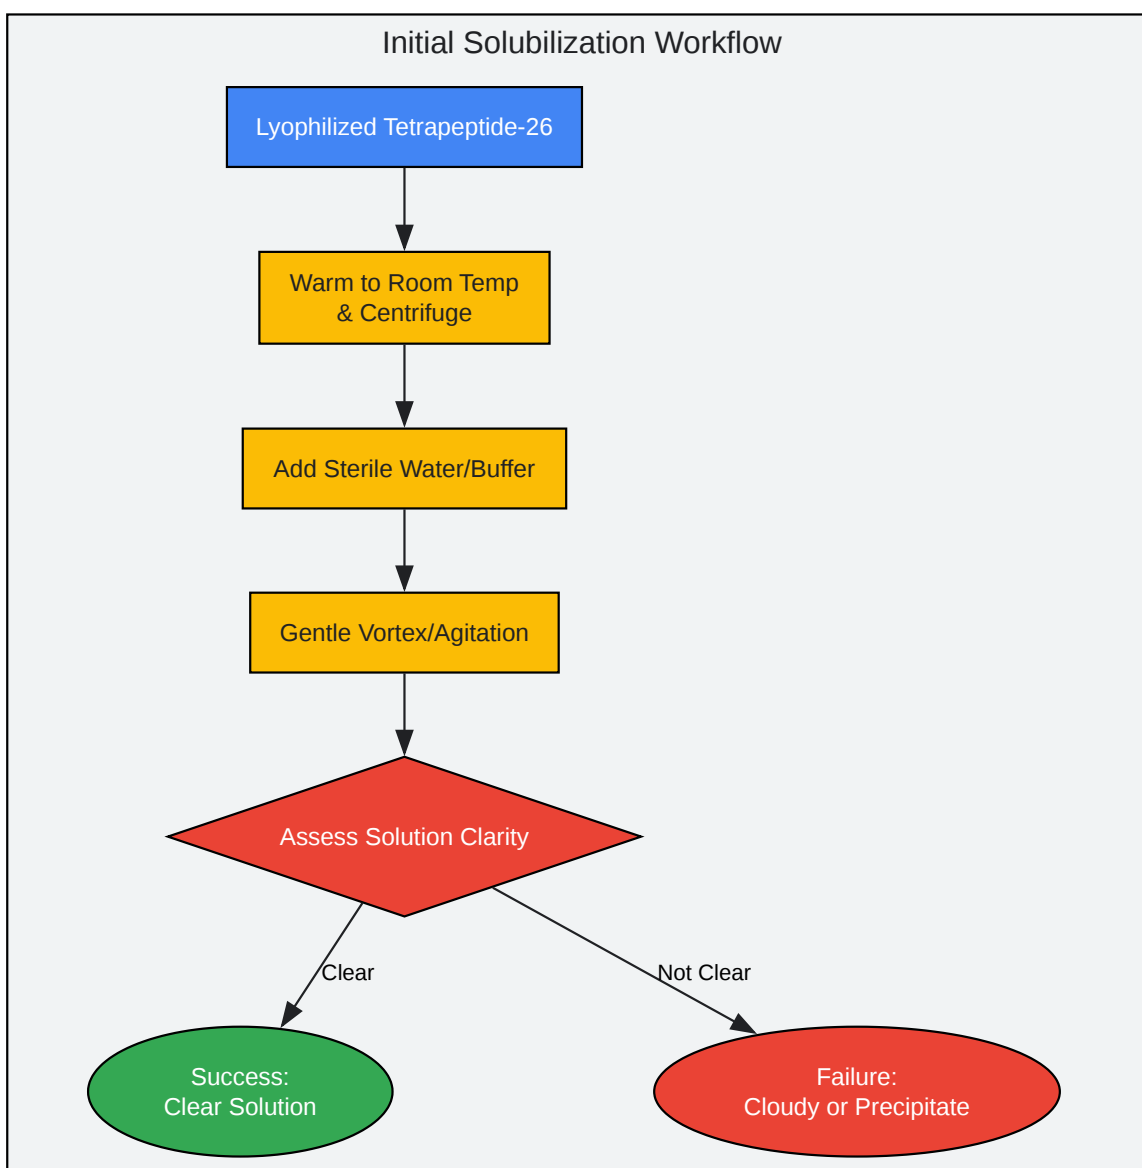 Initial Solubilization Workflow
Lyophilized Tetrapeptide-26
Warm to Room Temp
& Centrifuge
Add Sterile Water/Buffer
Gentle Vortex/Agitation
Assess Solution Clarity
Clear
Not Clear
Success:
Clear Solution
Failure:
Cloudy or Precipitate